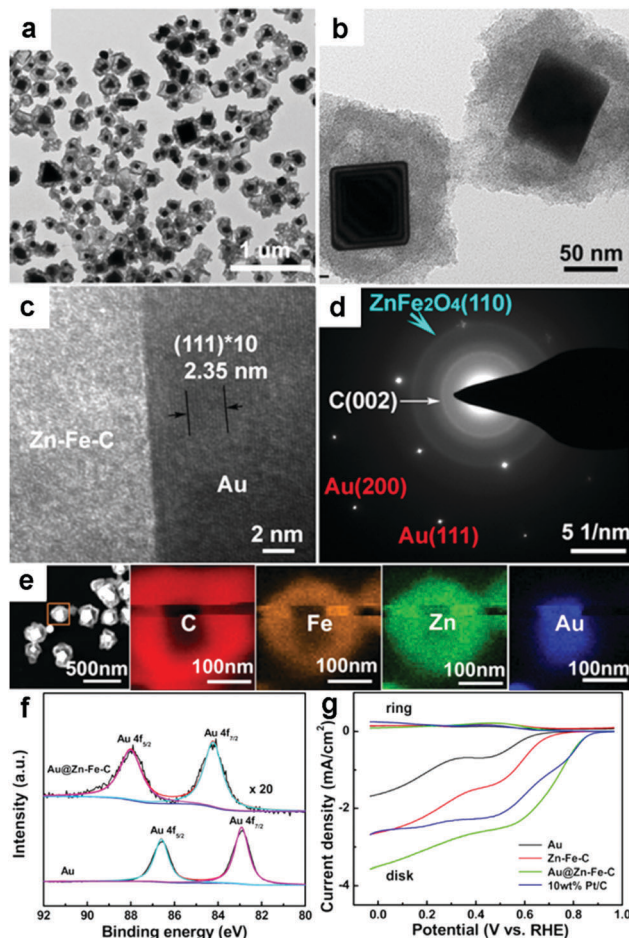 a
1 um
b
50 nm
c
(111)*10
2.35 nm
Zn-Fe-C
Au
2 nm
d
ZnFe₂O₄(110)
C(002)
Au(200)
Au(111)
5 1/nm
e
500nm
C
100nm
Fe
100nm
Zn
100nm
Au
100nm
f
Au 4f₅/₂
Au 4f₇/₂
Au@Zn-Fe-C
x 20
Au 4f₅/₂
Au 4f₇/₂
Au
Intensity (a.u.)
92 90 88 86 84 82 80
Binding energy (eV)
g
ring
disk
Au
Zn-Fe-C
Au@Zn-Fe-C
10wt% Pt/C
Current density (mA/cm²)
0
-1
-2
-3
-4
0.0 0.2 0.4 0.6 0.8 1.0
Potential (V vs. RHE)